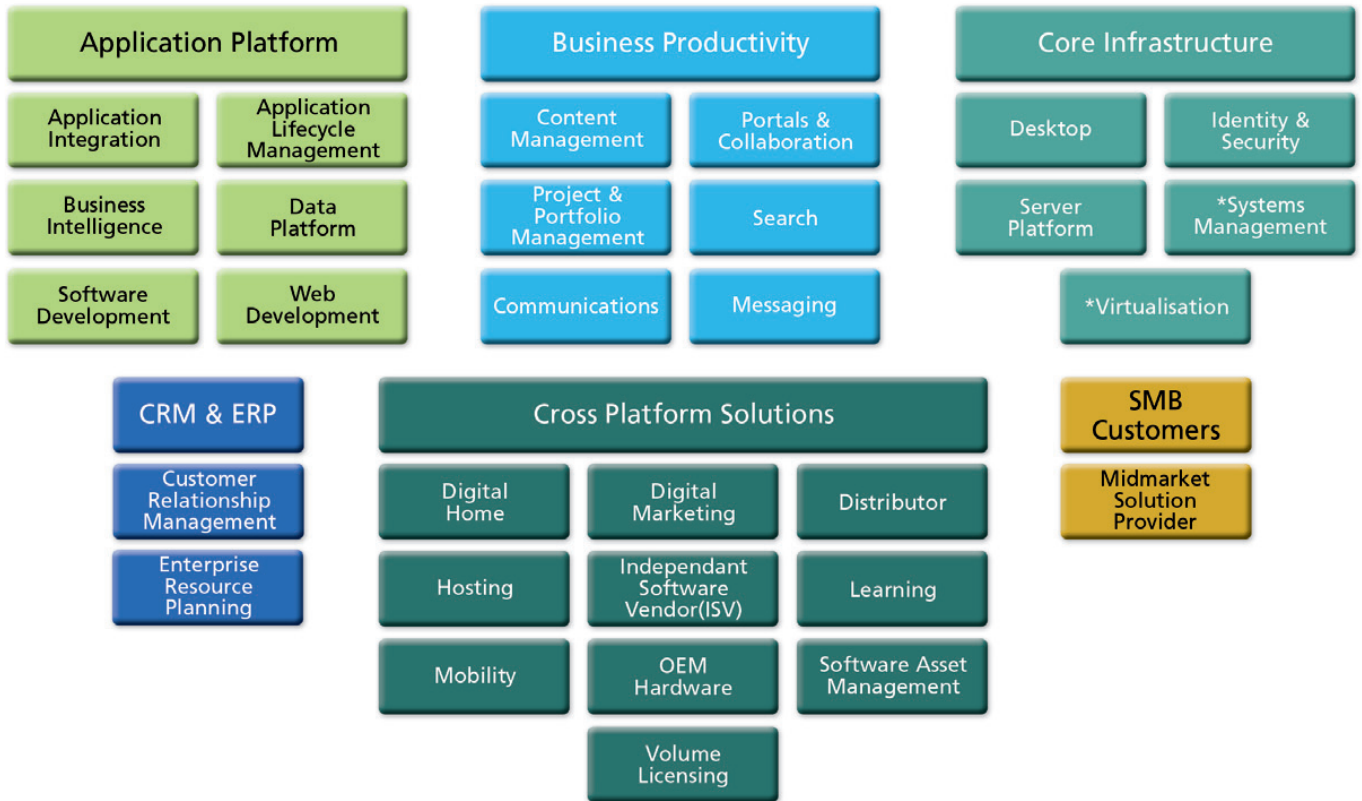 Application Platform
Application
Integration
Application
Lifecycle
Management
Business
Intelligence
Data
Platform
Software
Development
Web
Development
Business Productivity
Content
Management
Portals &
Collaboration
Project &
Portfolio
Management
Search
Communications
Messaging
Core Infrastructure
Desktop
Identity &
Security
Server
Platform
*Systems
Management
*Virtualisation
CRM & ERP
Customer
Relationship
Management
Enterprise
Resource
Planning
Cross Platform Solutions
Digital
Home
Digital
Marketing
Distributor
Hosting
Independant
Software
Vendor(ISV)
Learning
Mobility
OEM
Hardware
Software Asset
Management
Volume
Licensing
SMB
Customers
Midmarket
Solution
Provider